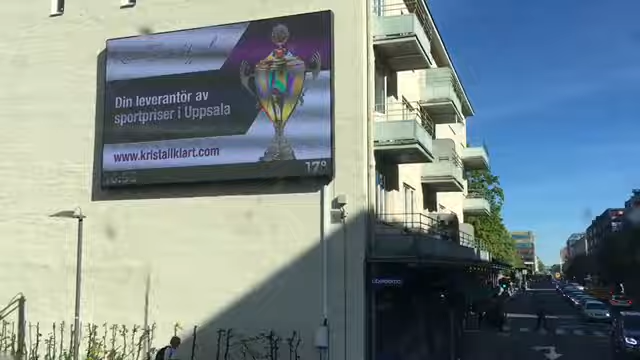 Din leverantör av
sportpriser i Uppsala
www.kristallklart.com
17°